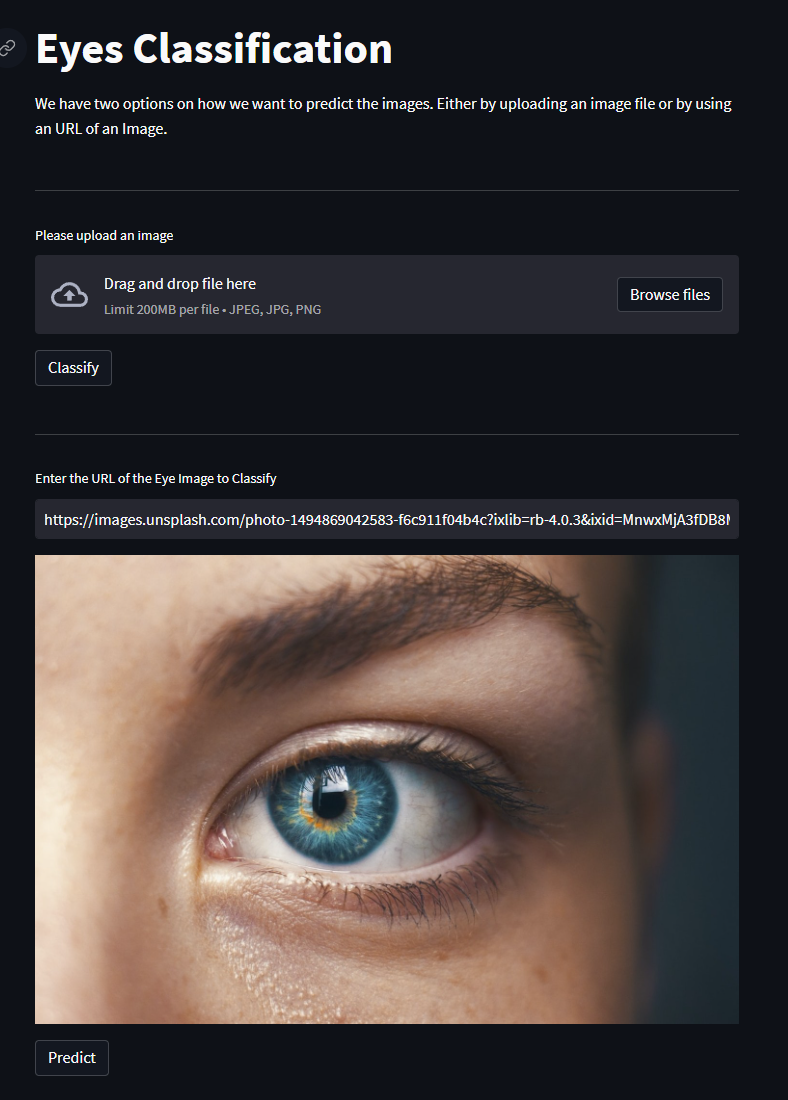 Eyes Classification
We have two options on how we want to predict the images. Either by uploading an image file or by using
an URL of an Image.
Please upload an image
Drag and drop file here
Limit 200MB per file • JPEG, JPG, PNG
Browse files
Classify
Enter the URL of the Eye Image to Classify
https://images.unsplash.com/photo-1494869042583-f6c911f04b4c?ixlib=rb-4.0.3&ixid=MnwxMjA3fDB8
Predict